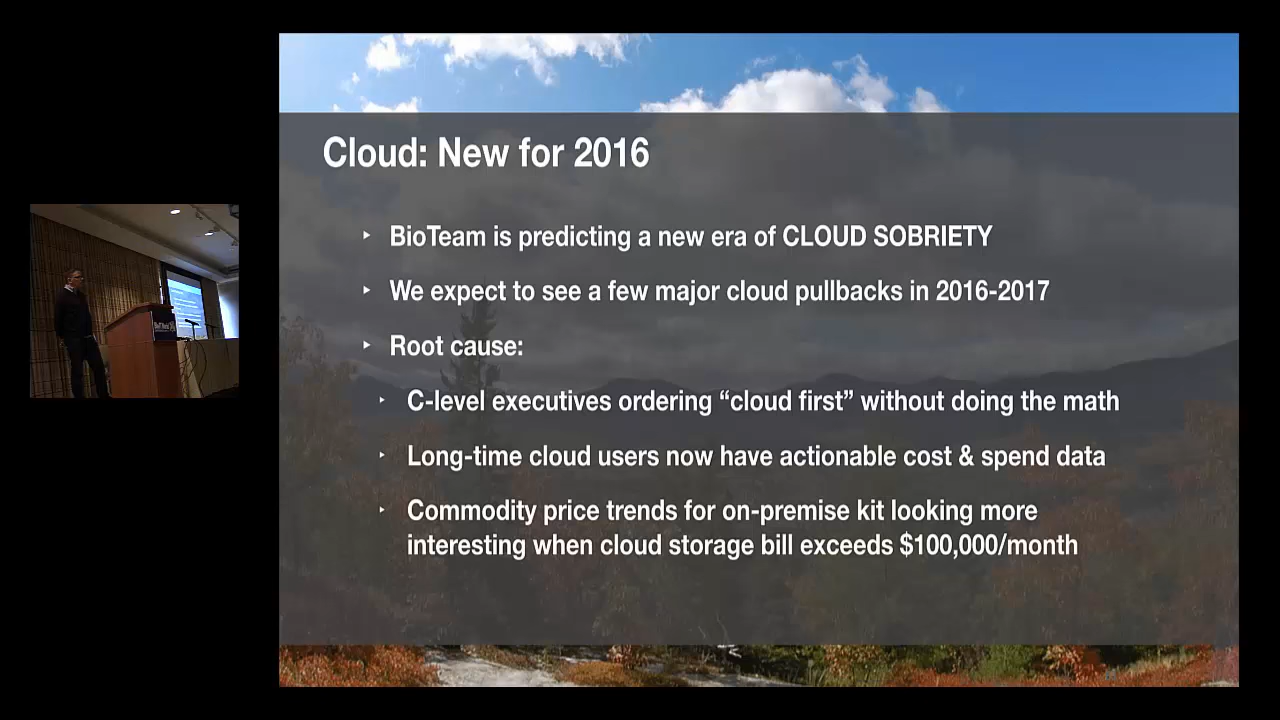 Cloud: New for 2016
‣ BioTeam is predicting a new era of CLOUD SOBRIETY
‣ We expect to see a few major cloud pullbacks in 2016-2017
‣ Root cause:
‣ C-level executives ordering “cloud first” without doing the math
‣ Long-time cloud users now have actionable cost & spend data
‣ Commodity price trends for on-premise kit looking more
interesting when cloud storage bill exceeds $100,000/month